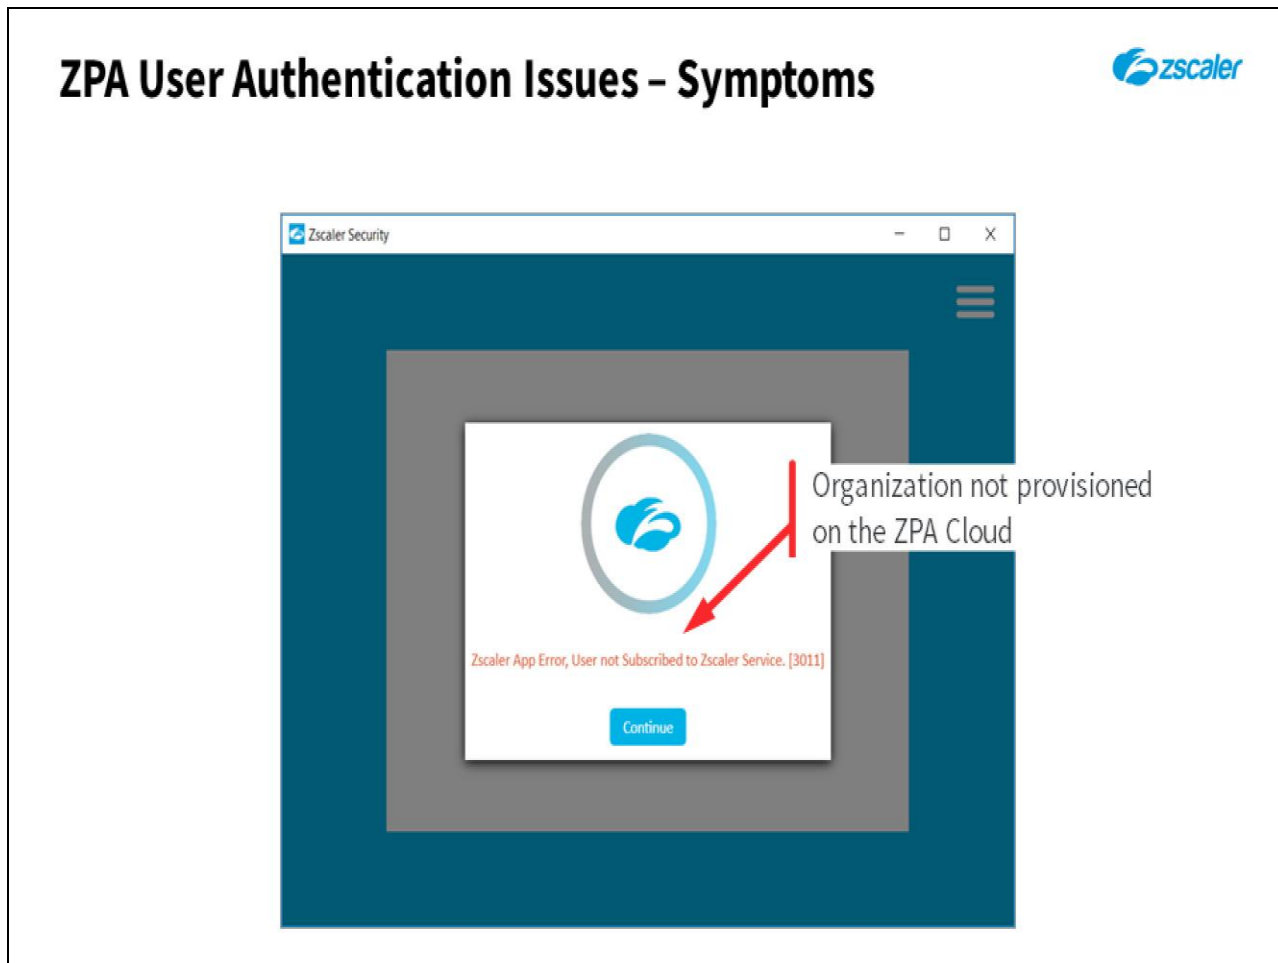 ZPA User Authentication Issues – Symptoms
zscaler
Zscaler Security
Organization not provisioned
on the ZPA Cloud
Zscaler App Error, User not Subscribed to Zscaler Service. [3011]
Continue